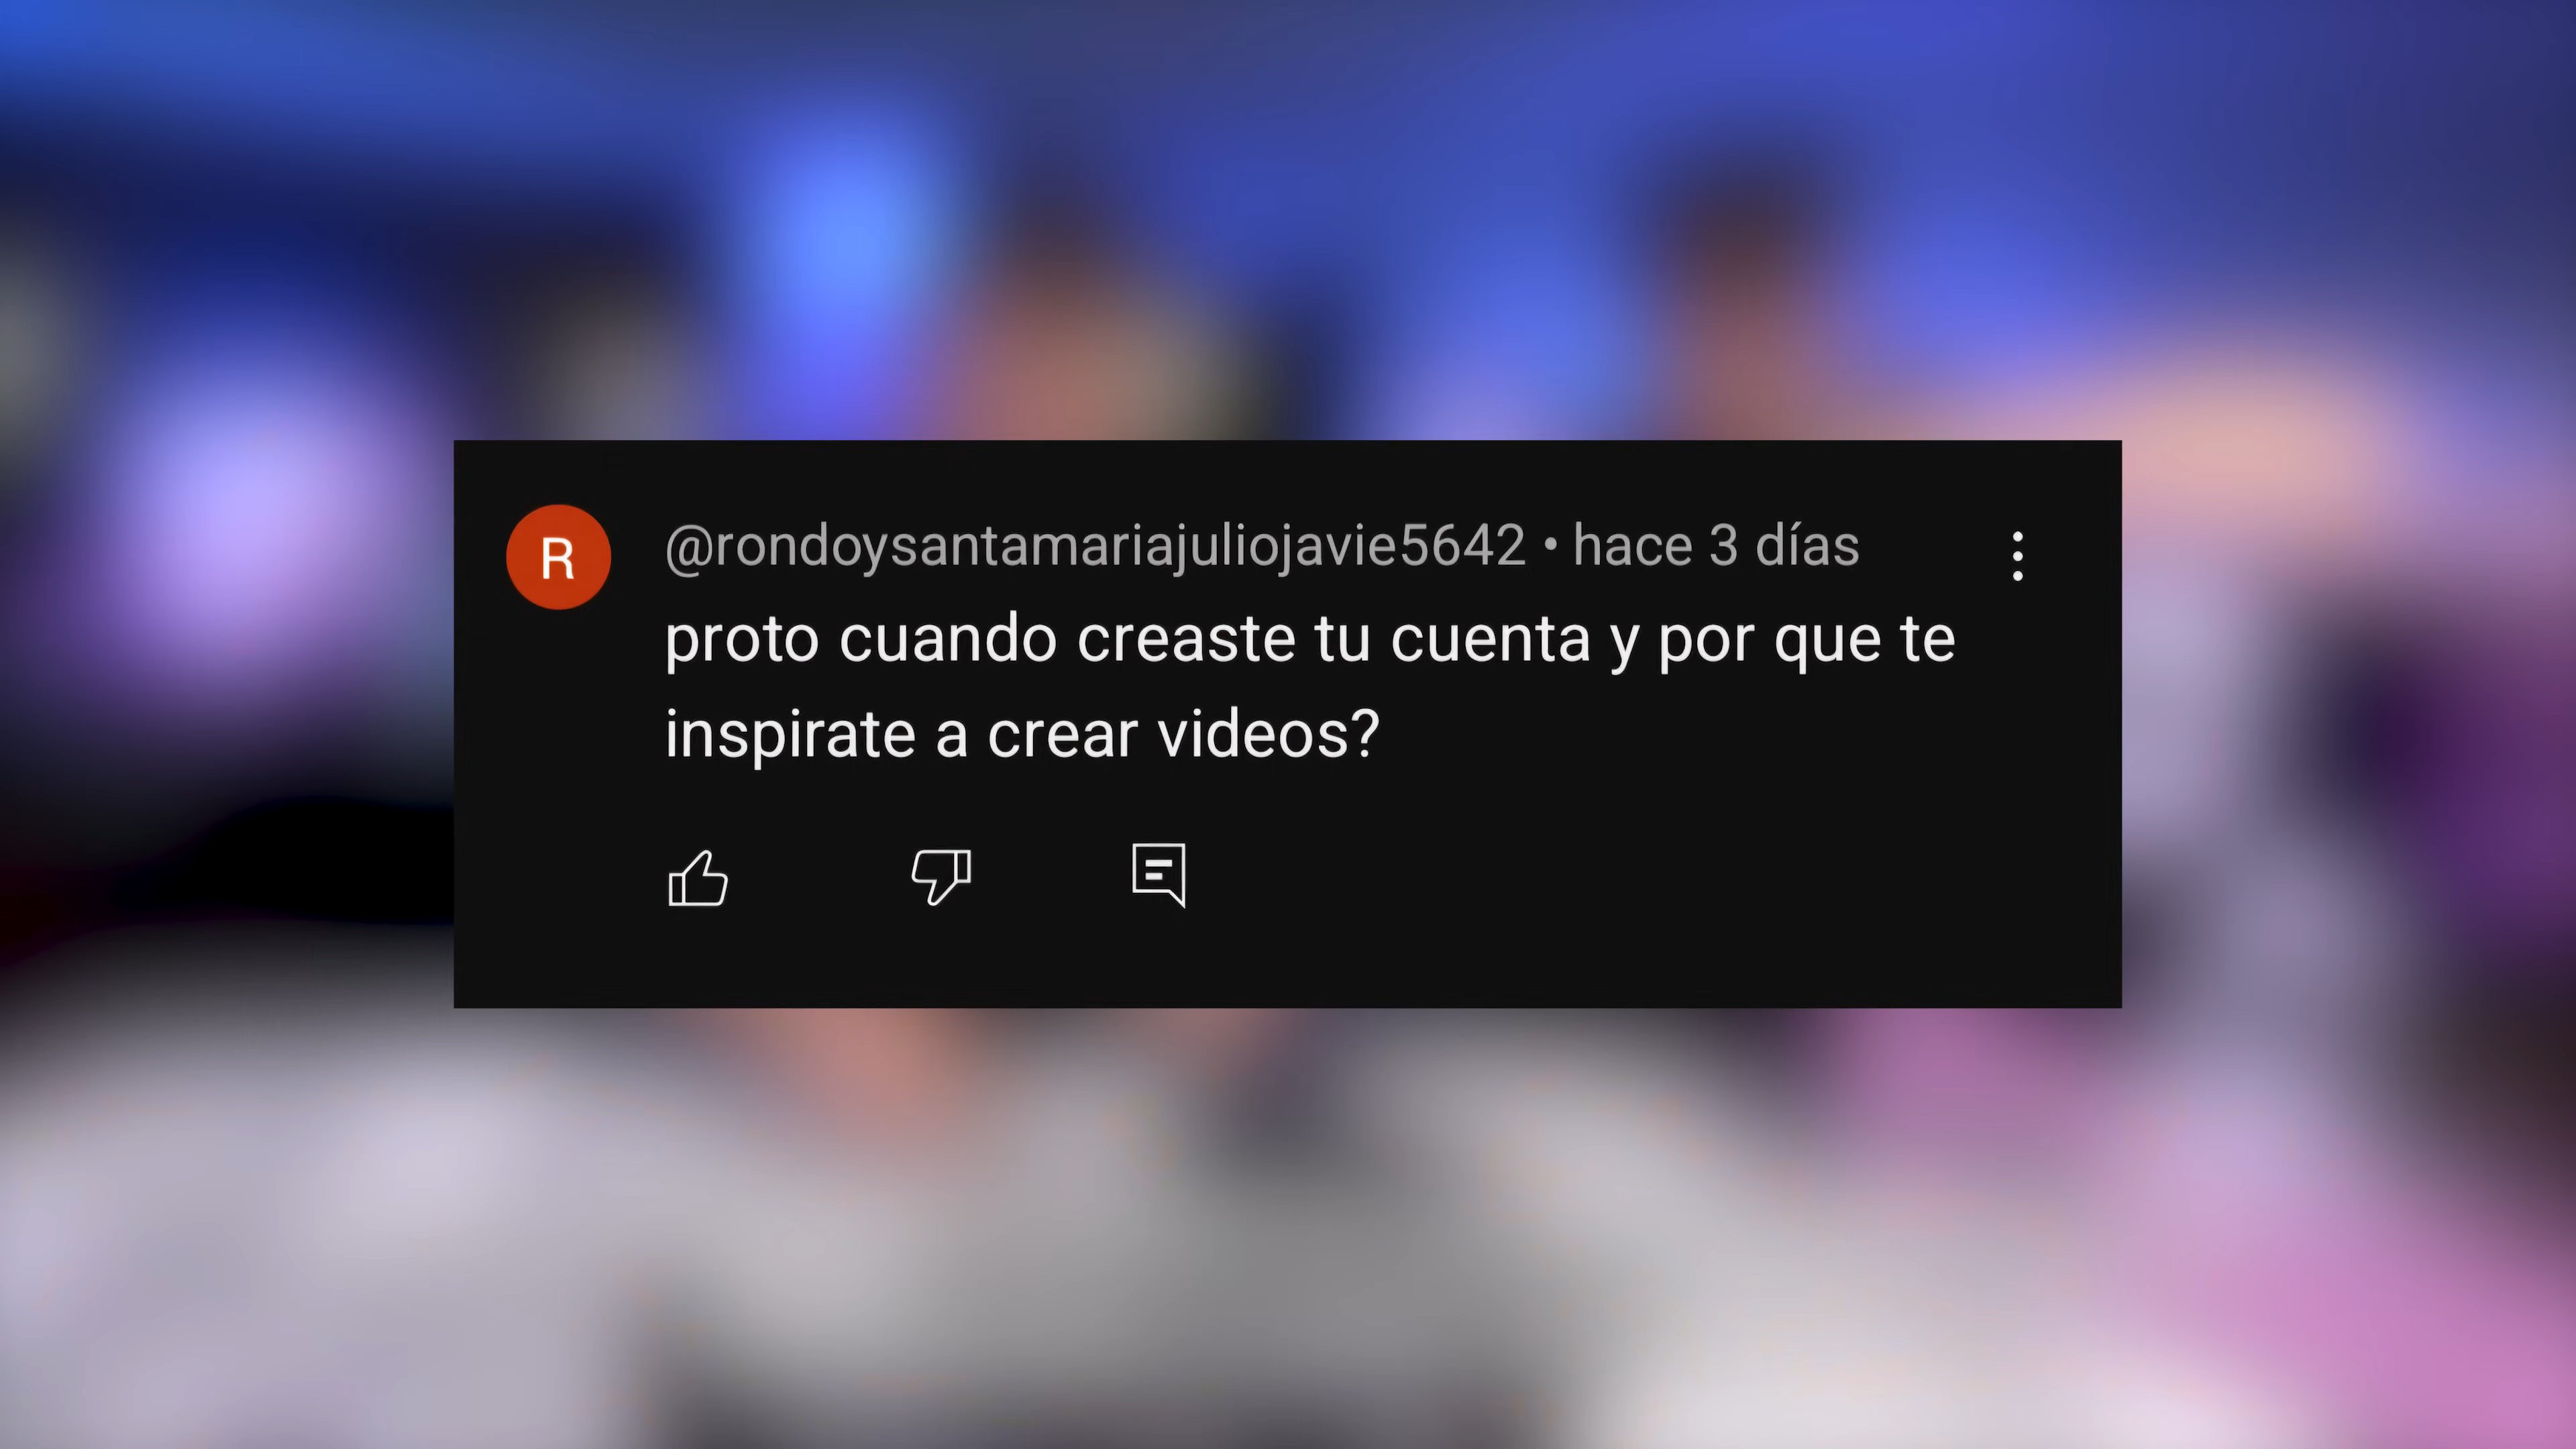 R
@rondoysantamariajuliojavie5642 • hace 3 días
proto cuando creaste tu cuenta y por que te
inspirate a crear videos?